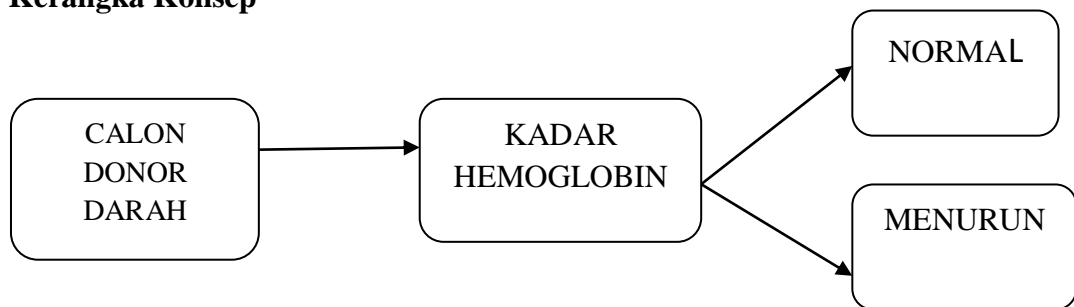 Kerangka Konsep
CALON
DONOR
DARAH
KADAR
HEMOGLOBIN
NORMAL
MENURUN